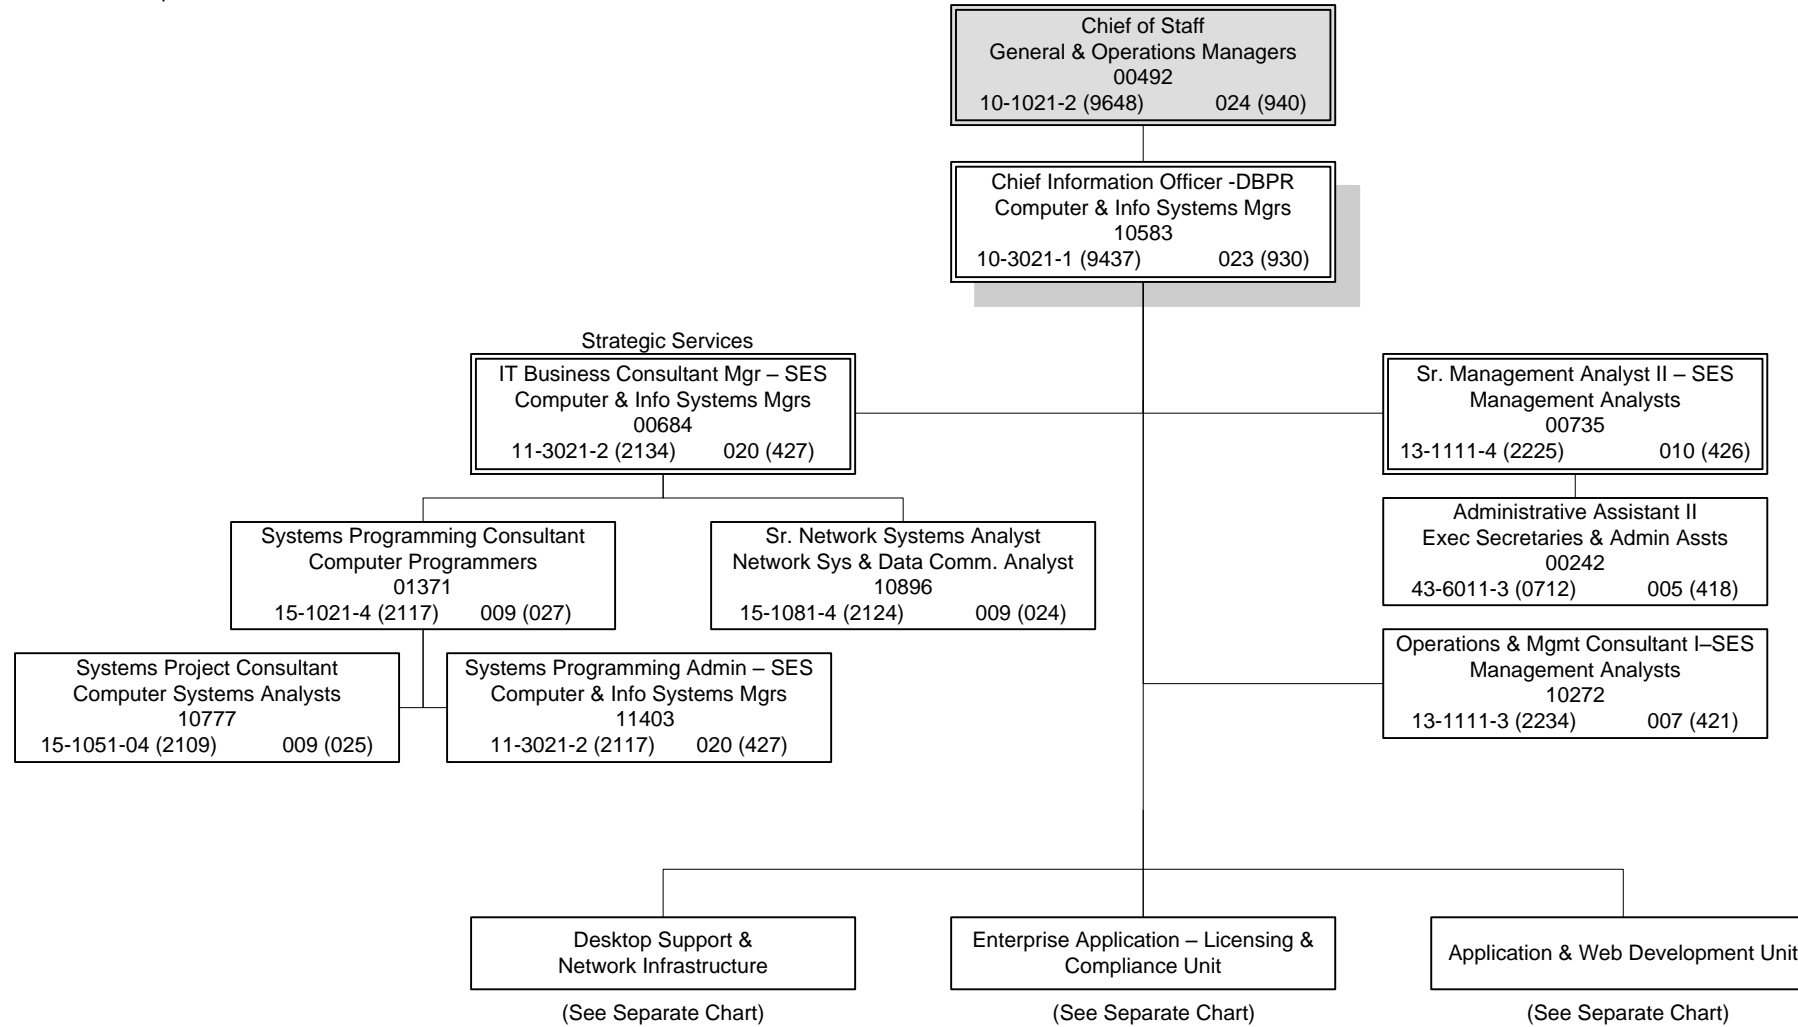 Chief of Staff
General & Operations Managers
00492
10-1021-2 (9648) 024 (940)
Chief Information Officer -DBPR
Computer & Info Systems Mgrs
10583
10-3021-1 (9437) 023 (930)
Strategic Services
IT Business Consultant Mgr – SES
Computer & Info Systems Mgrs
00684
11-3021-2 (2134) 020 (427)
Sr. Management Analyst II – SES
Management Analysts
00735
13-1111-4 (2225) 010 (426)
Systems Programming Consultant
Computer Programmers
01371
15-1021-4 (2117) 009 (027)
Sr. Network Systems Analyst
Network Sys & Data Comm. Analyst
10896
15-1081-4 (2124) 009 (024)
Administrative Assistant II
Exec Secretaries & Admin Assts
00242
43-6011-3 (0712) 005 (418)
Systems Project Consultant
Computer Systems Analysts
10777
15-1051-04 (2109) 009 (025)
Systems Programming Admin – SES
Computer & Info Systems Mgrs
11403
11-3021-2 (2117) 020 (427)
Operations & Mgmt Consultant I–SES
Management Analysts
10272
13-1111-3 (2234) 007 (421)
Desktop Support &
Network Infrastructure
(See Separate Chart)
Enterprise Application – Licensing &
Compliance Unit
(See Separate Chart)
Application & Web Development Unit
(See Separate Chart)